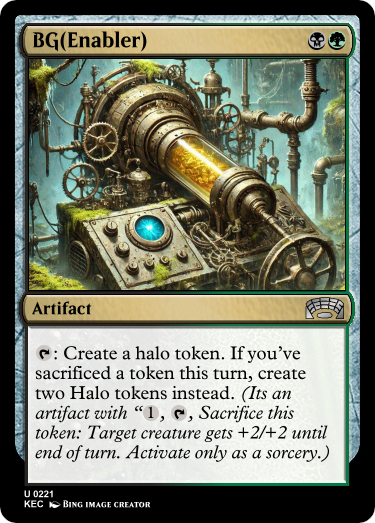 BG(Enabler)
Artifact
: Create a halo token. If you've
sacrificed a token this turn, create
two Halo tokens instead. (Its an
artifact with “1, , Sacrifice this
token: Target creature gets +2/+2 until
end of turn. Activate only as a sorcery.)
U 0221
KEC Bing image creator